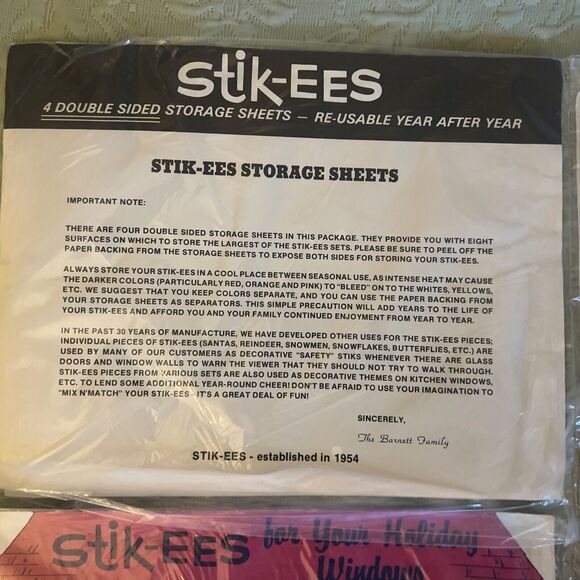 Stik-EES
4 DOUBLE SIDED STORAGE SHEETS — RE-USABLE YEAR AFTER YEAR
STIK-EES STORAGE SHEETS
IMPORTANT NOTE:
THERE ARE FOUR DOUBLE SIDED STORAGE SHEETS IN THIS PACKAGE. THEY PROVIDE YOU WITH EIGHT
SURFACES ON WHICH TO STORE THE LARGEST OF THE STIK-EES SETS. PLEASE BE SURE TO PEEL OFF THE
PAPER BACKING FROM THE STORAGE SHEETS TO EXPOSE BOTH SIDES FOR STORING YOUR STIK-EES.
ALWAYS STORE YOUR STIK-EES IN A COOL PLACE BETWEEN SEASONAL USE, AS INTENSE HEAT MAY CAUSE
THE DARKER COLORS (PARTICULARLY RED, ORANGE AND PINK) TO "BLEED" ON TO THE WHITES, YELLOWS,
ETC. WE SUGGEST THAT YOU KEEP COLORS SEPARATE, AND YOU CAN USE THE PAPER BACKING FROM
YOUR STORAGE SHEETS AS SEPARATORS. THIS SIMPLE PRECAUTION WILL ADD YEARS TO THE LIFE OF
YOUR STIK-EES AND AFFORD YOU AND YOUR FAMILY CONTINUED ENJOYMENT FROM YEAR TO YEAR.
IN THE PAST 30 YEARS OF MANUFACTURE, WE HAVE DEVELOPED OTHER USES FOR THE STIK-EES PIECES;
INDIVIDUAL PIECES OF STIK-EES (SANTAS, REINDEER, SNOWMEN, SNOWFLAKES, BUTTERFLIES, ETC.) ARE
USED BY MANY OF OUR CUSTOMERS AS DECORATIVE "SAFETY" STIKS WHENEVER THERE ARE GLASS
DOORS AND WINDOW WALLS TO WARN THE VIEWER THAT THEY SHOULD NOT TRY TO WALK THROUGH.
STIK-EES PIECES FROM VARIOUS SETS ARE ALSO USED AS DECORATIVE THEMES ON KITCHEN WINDOWS,
ETC. TO LEND SOME ADDITIONAL YEAR-ROUND CHEER! DON'T BE AFRAID TO USE YOUR IMAGINATION TO
"MIX N'MATCH" YOUR STIK-EES - IT'S A GREAT DEAL OF FUN!
SINCERELY,
The Barnett Family
STIK-EES - established in 1954
Stik-EES for Your Holiday
Windows